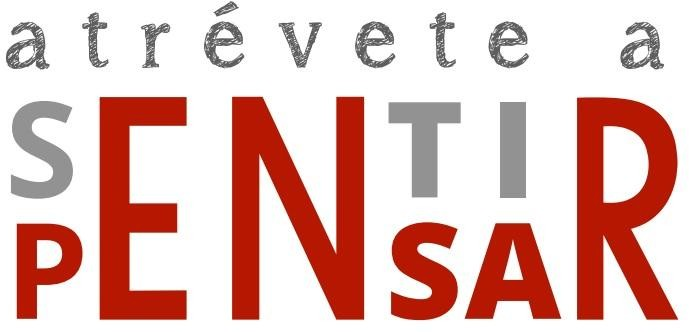 atrévete a
SENTIR
PENSAR